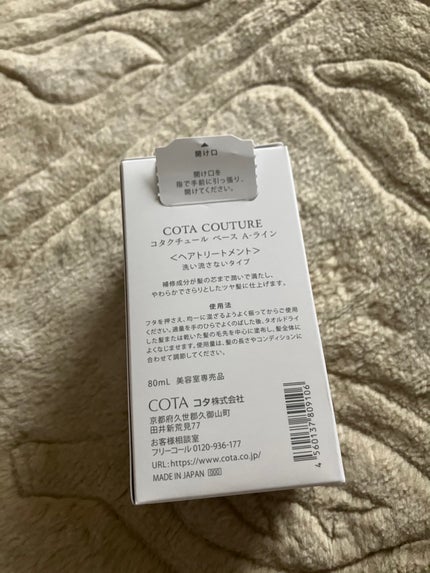 開け口
開け口を
指で手前に引っ張り、
開けてください。
COTA COUTURE
コタクチュール ベース A-ライン
＜ヘアトリートメント＞
洗い流さないタイプ
補修成分が髪の芯まで潤いで満たし、
やわらかでさらりとしたツヤ髪に仕上げます。
使用法
フタを押さえ、均一に混ざるようよく振ってからご使用
ください。適量を手のひらでよくのばした後、タオルドライ
した髪または乾いた髪の毛先を中心に塗布し、髪全体に
よくなじませます。使用量は、髪の長さやコンディションに
合わせて調節してください。
80mL 美容室専売品
COTA コタ株式会社
京都府久世郡久御山町
田井新荒見77
お客様相談室
フリーコール 0120-936-177
URL: https://www.cota.co.jp/
MADE IN JAPAN 000
4 560137 809106